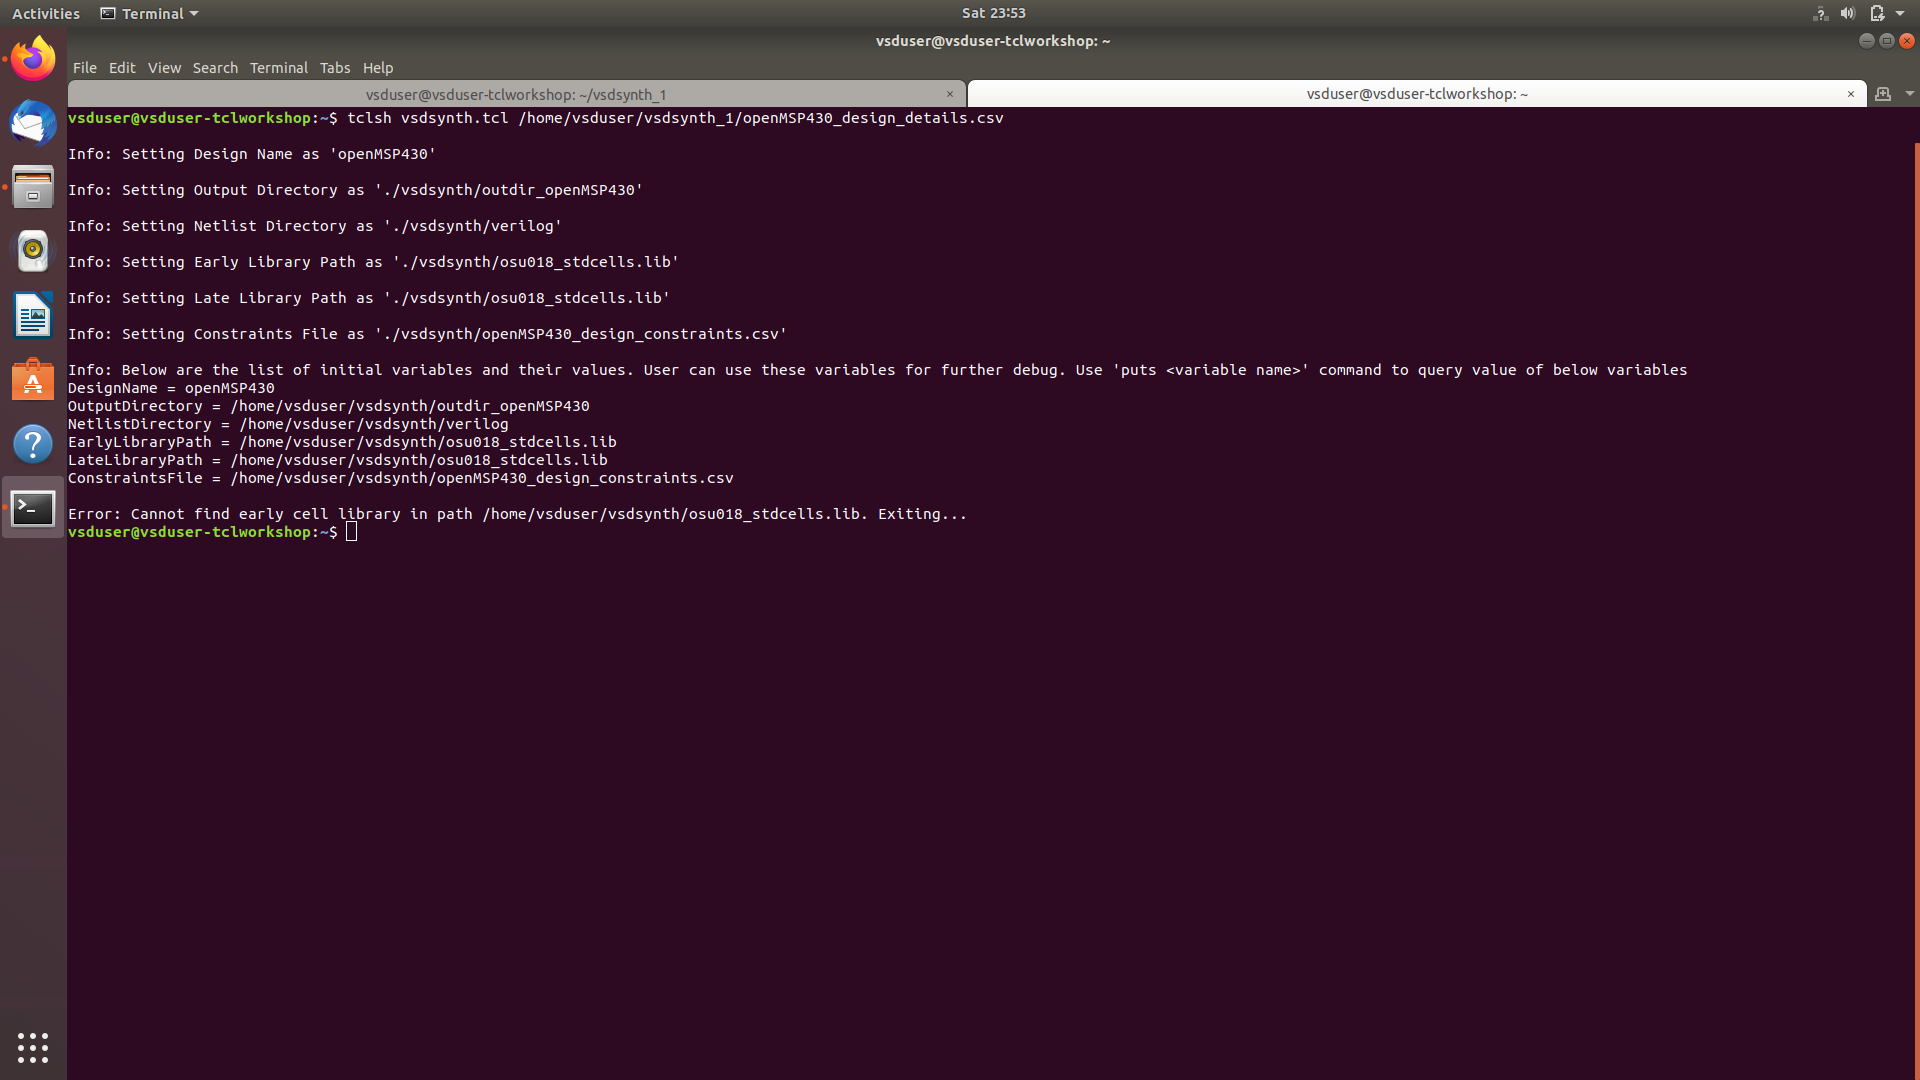 Activities Terminal Sat 23:53
vsduser@vsduser-tclworkshop: ~
File Edit View Search Terminal Tabs Help
vsduser@vsduser-tclworkshop: ~/vsdsynth_1 × vsduser@vsduser-tclworkshop: ~ ×
vsduser@vsduser-tclworkshop:~$ tclsh vsdsynth.tcl /home/vsduser/vsdsynth_1/openMSP430_design_details.csv
Info: Setting Design Name as 'openMSP430'
Info: Setting Output Directory as './vsdsynth/outdir_openMSP430'
Info: Setting Netlist Directory as './vsdsynth/verilog'
Info: Setting Early Library Path as './vsdsynth/osu018_stdcells.lib'
Info: Setting Late Library Path as './vsdsynth/osu018_stdcells.lib'
Info: Setting Constraints File as './vsdsynth/openMSP430_design_constraints.csv'
Info: Below are the list of initial variables and their values. User can use these variables for further debug. Use 'puts <variable name>' command to query value of below variables
DesignName = openMSP430
OutputDirectory = /home/vsduser/vsdsynth/outdir_openMSP430
NetlistDirectory = /home/vsduser/vsdsynth/verilog
EarlyLibraryPath = /home/vsduser/vsdsynth/osu018_stdcells.lib
LateLibraryPath = /home/vsduser/vsdsynth/osu018_stdcells.lib
ConstraintsFile = /home/vsduser/vsdsynth/openMSP430_design_constraints.csv
Error: Cannot find early cell library in path /home/vsduser/vsdsynth/osu018_stdcells.lib. Exiting...
vsduser@vsduser-tclworkshop:~$